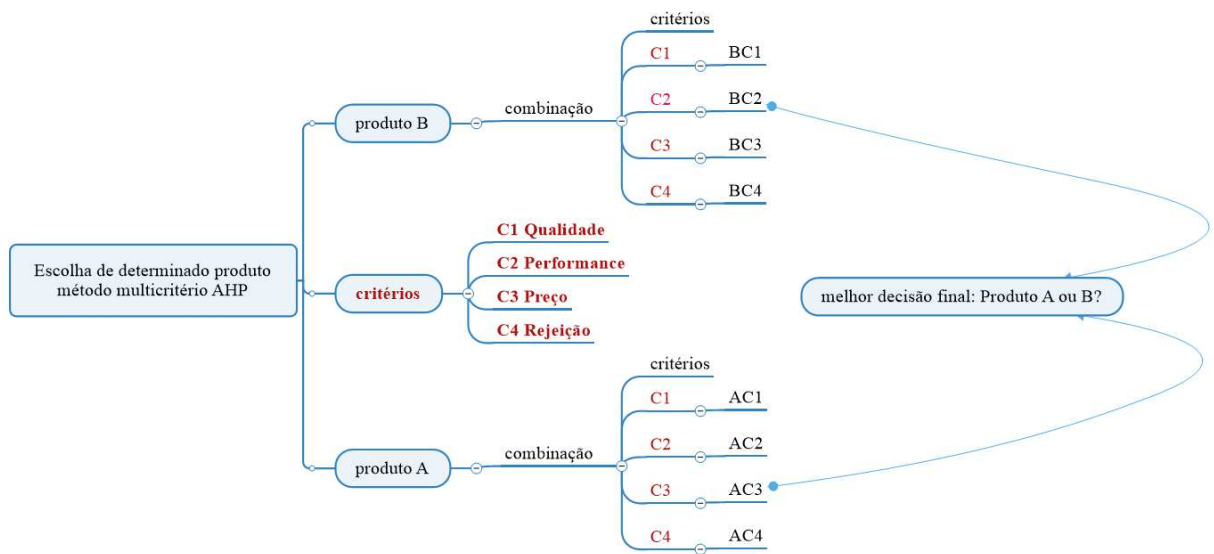 Escolha de determinado produto
método multicritério AHP
produto B
combinação
critérios
C1
BC1
C2
BC2
C3
BC3
C4
BC4
critérios
C1 Qualidade
C2 Performance
C3 Preço
C4 Rejeição
produto A
combinação
critérios
C1
AC1
C2
AC2
C3
AC3
C4
AC4
melhor decisão final: Produto A ou B?